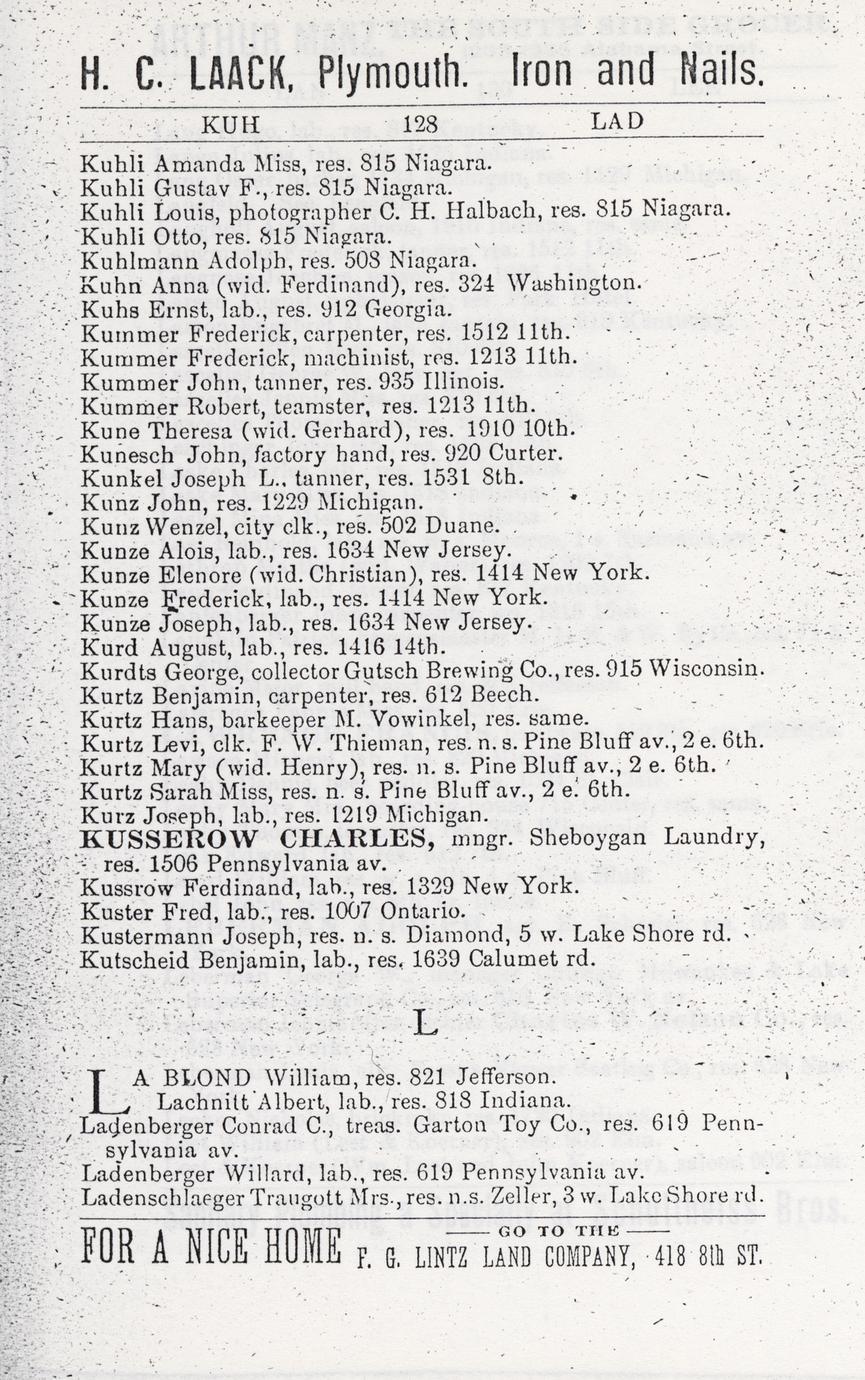 H. C. LAACK, Plymouth. Iron and Nails.
KUH 128 LAD
Kuhli Amanda Miss, res. 815 Niagara.
Kuhli Gustav F., res. 815 Niagara.
Kuhli Louis, photographer C. H. Halbach, res. 815 Niagara.
Kuhli Otto, res. 815 Niagara.
Kuhlmann Adolph, res. 508 Niagara.
Kuhn Anna (wid. Ferdinand), res. 324 Washington.
Kuhs Ernst, lab., res. 912 Georgia.
Kummer Frederick, carpenter, res. 1512 11th.
Kummer Frederick, machinist, res. 1213 11th.
Kummer John, tanner, res. 935 Illinois.
Kummer Robert, teamster, res. 1213 11th.
Kune Theresa (wid. Gerhard), res. 1910 10th.
Kunesch John, factory hand, res. 920 Curter.
Kunkel Joseph L., tanner, res. 1531 8th.
Kunz John, res. 1229 Michigan.
Kunz Wenzel, city clk., res. 502 Duane.
Kunze Alois, lab., res. 1634 New Jersey.
Kunze Elenore (wid. Christian), res. 1414 New York.
Kunze Frederick, lab., res. 1414 New York.
Kunze Joseph, lab., res. 1634 New Jersey.
Kurd August, lab., res. 1416 14th.
Kurdts George, collector Gutsch Brewing Co., res. 915 Wisconsin.
Kurtz Benjamin, carpenter, res. 612 Beech.
Kurtz Hans, barkeeper M. Vowinkel, res. same.
Kurtz Levi, clk. F. W. Thieman, res. n. s. Pine Bluff av., 2 e. 6th.
Kurtz Mary (wid. Henry), res. n. s. Pine Bluff av., 2 e. 6th.
Kurtz Sarah Miss, res. n. s. Pine Bluff av., 2 e. 6th.
Kurz Joseph, lab., res. 1219 Michigan.
KUSSEROW CHARLES, mngr. Sheboygan Laundry,
res. 1506 Pennsylvania av.
Kussrow Ferdinand, lab., res. 1329 New York.
Kuster Fred, lab., res. 1007 Ontario.
Kustermann Joseph, res. n. s. Diamond, 5 w. Lake Shore rd.
Kutscheid Benjamin, lab., res. 1639 Calumet rd.
L
LA BLOND William, res. 821 Jefferson.
Lachnitt Albert, lab., res. 818 Indiana.
Ladenberger Conrad C., treas. Garton Toy Co., res. 619 Penn-
sylvania av.
Ladenberger Willard, lab., res. 619 Pennsylvania av.
Ladenschlaeger Traugott Mrs., res. n.s. Zeller, 3 w. Lake Shore rd.
FOR A NICE HOME GO TO THE
F. G. LINTZ LAND COMPANY, 418 8th ST.